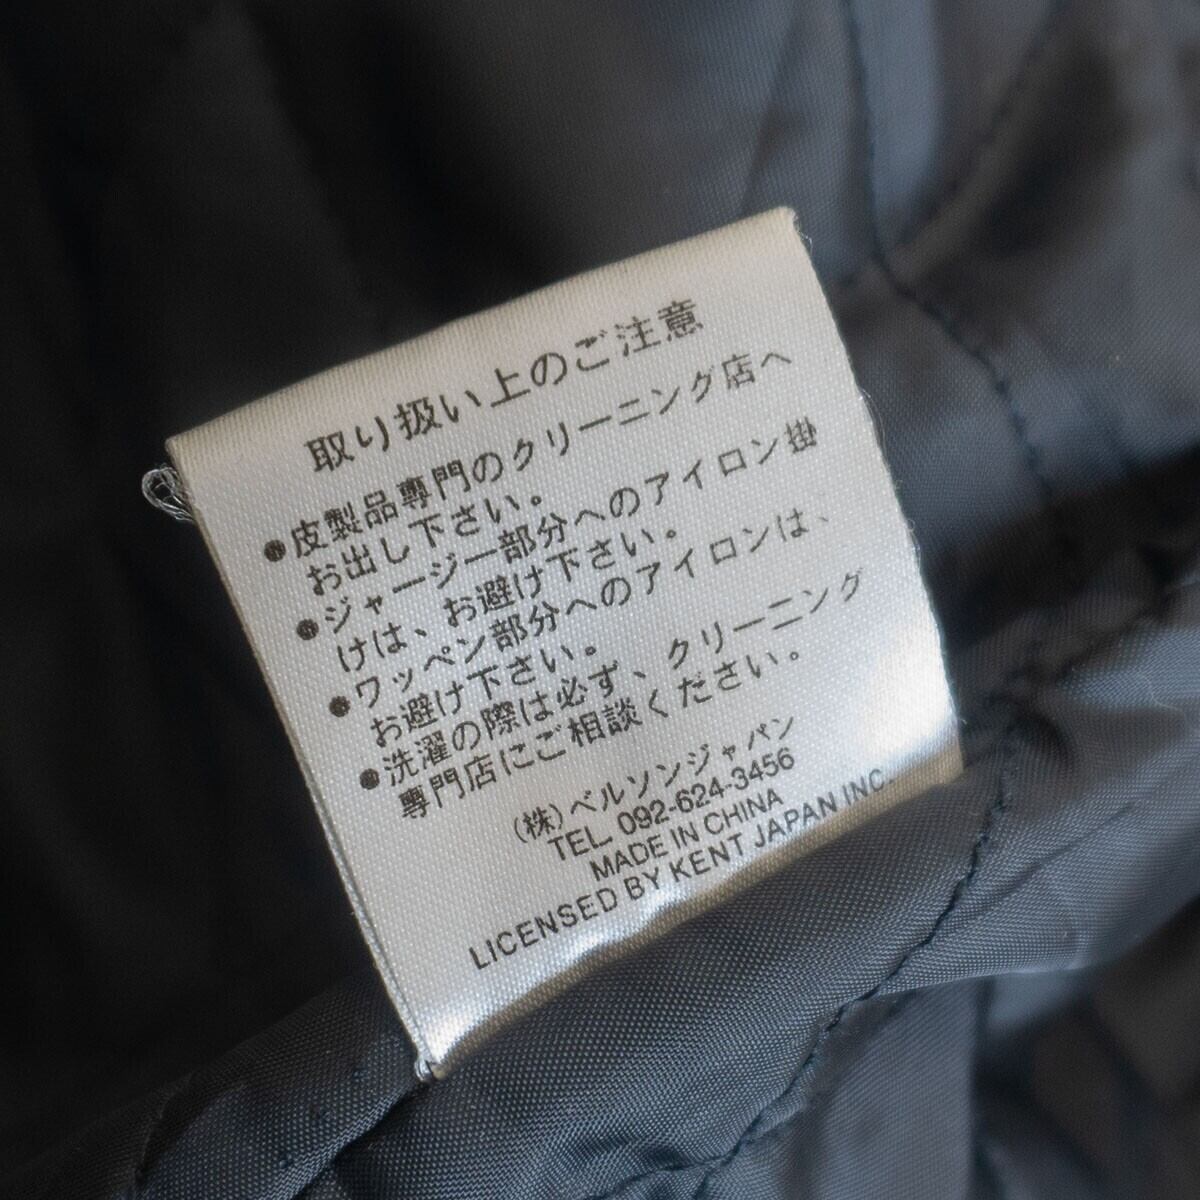 取り扱い上のご注意
●皮製品専門のクリーニング店へ
お出し下さい。
●ジャージー部分へのアイロン掛
けは、お避け下さい。
●ワッペン部分へのアイロンは、
お避け下さい。
●洗濯の際は必ず、クリーニング
専門店にご相談ください。
(株)ベルソンジャパン
TEL. 092-624-3456
MADE IN CHINA
LICENSED BY KENT JAPAN INC.